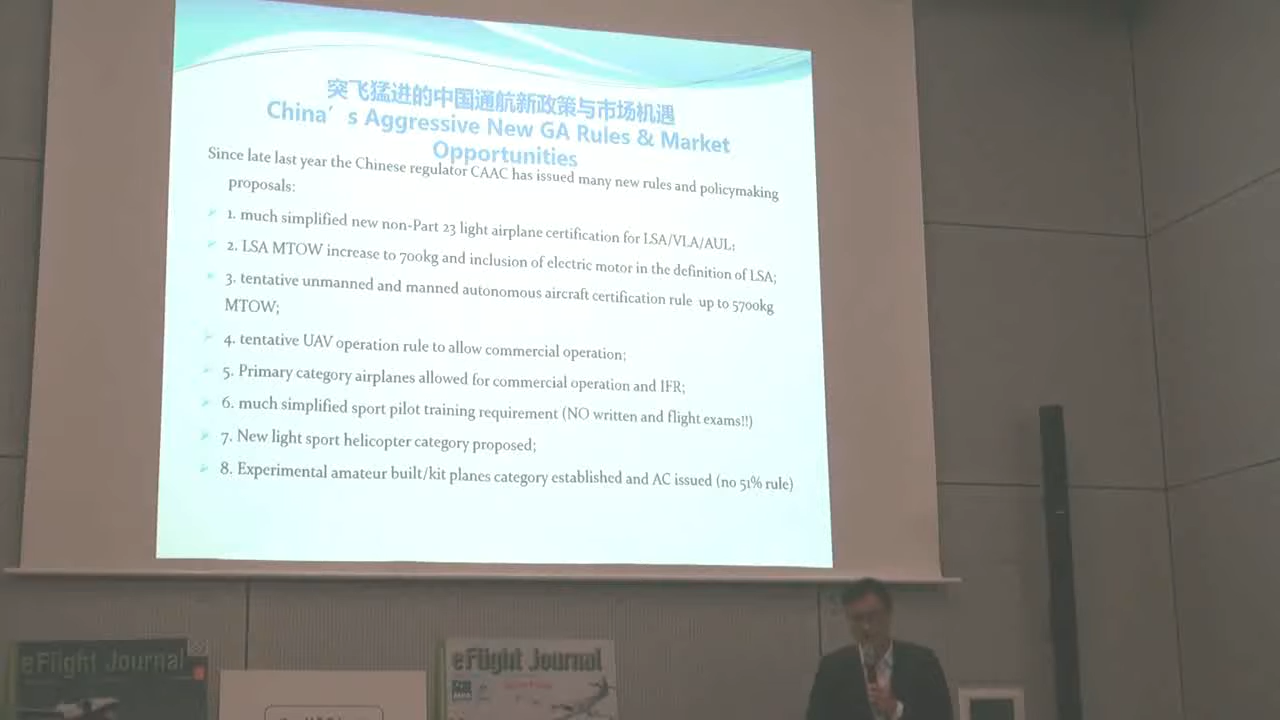 突飞猛进的中国通航新政策与市场机遇
China's Aggressive New GA Rules & Market
Opportunities
Since late last year the Chinese regulator CAAC has issued many new rules and policymaking
proposals:
1. much simplified new non-Part 23 light airplane certification for LSA/VLA/AUL;
2. LSA MTOW increase to 700kg and inclusion of electric motor in the definition of LSA;
3. tentative unmanned and manned autonomous aircraft certification rule up to 5700kg
MTOW;
4. tentative UAV operation rule to allow commercial operation;
5. Primary category airplanes allowed for commercial operation and IFR;
6. much simplified sport pilot training requirement (NO written and flight exams!!)
7. New light sport helicopter category proposed;
8. Experimental amateur built/kit planes category established and AC issued (no 51% rule)
eFlight Journal
eFlight Journal